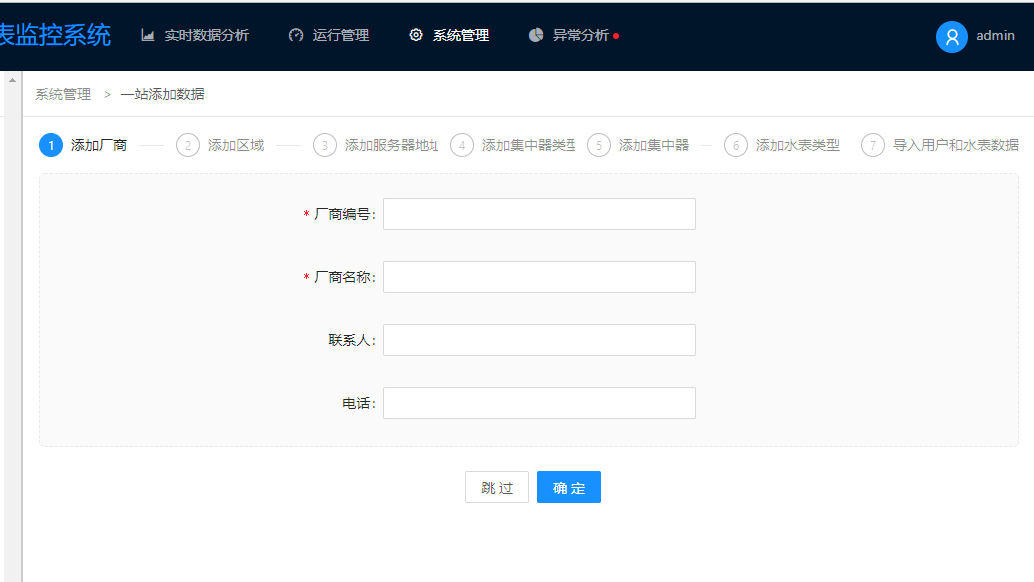 表监控系统 实时数据分析 运行管理 系统管理 异常分析 admin
系统管理 > 一站添加数据
1 添加厂商 2 添加区域 3 添加服务器地址 4 添加集中器类型 5 添加集中器 6 添加水表类型 7 导入用户和水表数据
* 厂商编号:
* 厂商名称:
联系人:
电话:
跳 过 确 定